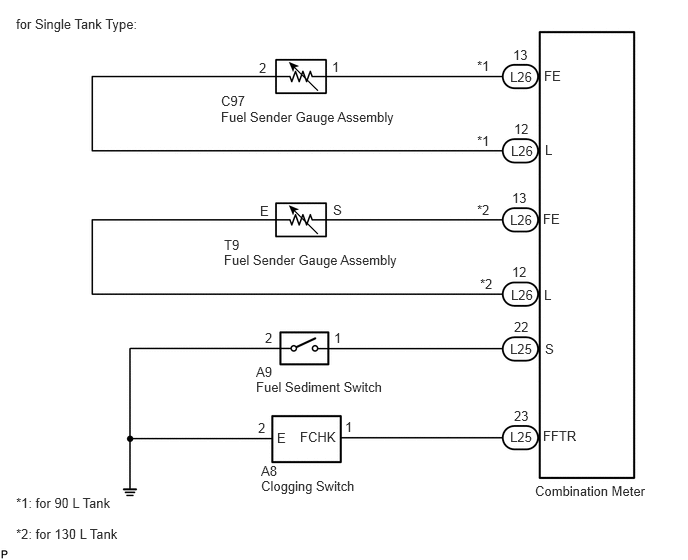 for Single Tank Type:
13
2 1 *1 L26 FE
C97
Fuel Sender Gauge Assembly
12
*1 L26 L
13
E S *2 L26 FE
T9
Fuel Sender Gauge Assembly
12
*2 L26 L
22
2 1 L25 S
A9
Fuel Sediment Switch
23
2 E FCHK 1 L25 FFTR
A8
Clogging Switch
Combination Meter
*1: for 90 L Tank
*2: for 130 L Tank
P